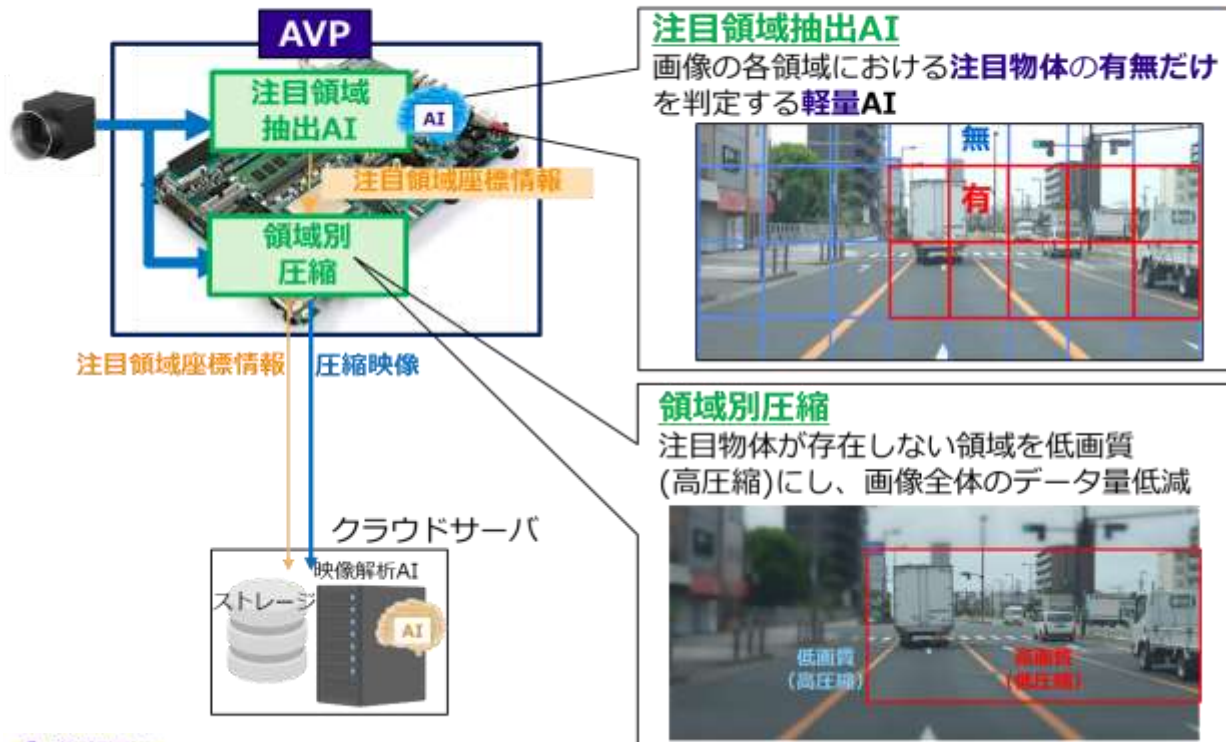 AVP
注目領域
抽出AI
AI
注目領域座標情報
領域別
圧縮
注目領域座標情報
圧縮映像
クラウドサーバ
映像解析AI
ストレージ
AI
注目領域抽出AI
画像の各領域における注目物体の有無だけ
を判定する軽量AI
無
有
領域別圧縮
注目物体が存在しない領域を低画質
(高圧縮)にし、画像全体のデータ量低減
低画質
(高圧縮)
高画質
(低圧縮)